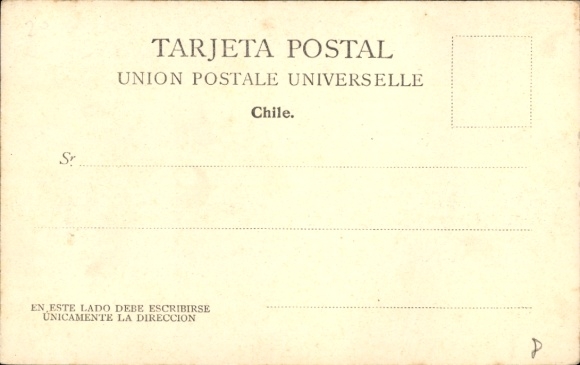 TARJETA POSTAL
UNION POSTALE UNIVERSELLE
Chile.
Sr
EN ESTE LADO DEBE ESCRIBIRSE
ÚNICAMENTE LA DIRECCION